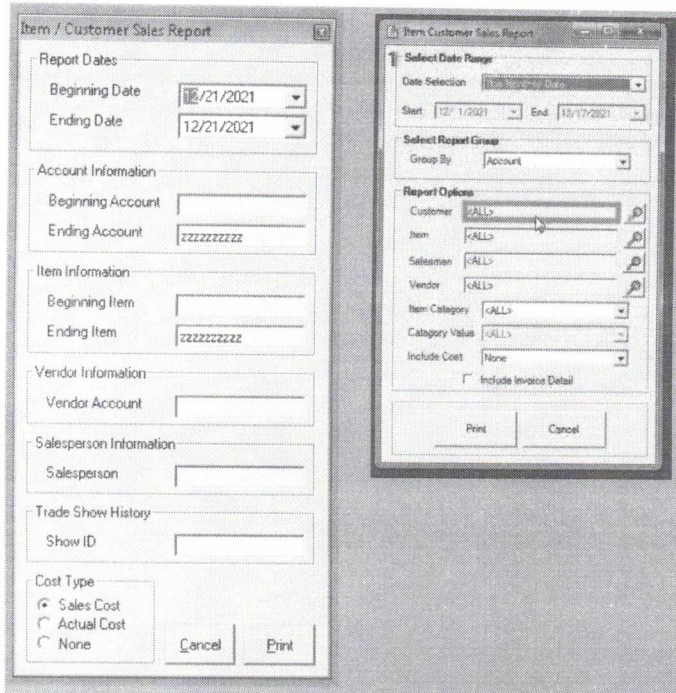 Item / Customer Sales Report
Report Dates
Beginning Date 12/21/2021
Ending Date 12/21/2021
Account Information
Beginning Account
Ending Account zzzzzzzzzz
Item Information
Beginning Item
Ending Item zzzzzzzzzz
Vendor Information
Vendor Account
Salesperson Information
Salesperson
Trade Show History
Show ID
Cost Type
Sales Cost
Actual Cost
None
Cancel Print
Item Customer Sales Report
Select Date Range
Date Selection Date
Start 12/ 1/2021 End 12/17/2021
Select Report Group
Group By Account
Report Options
Customer <ALL>
Item <ALL>
Salesman <ALL>
Vendor <ALL>
Item Category <ALL>
Category Value <ALL>
Include Cost None
Include Invoice Detail
Print Cancel